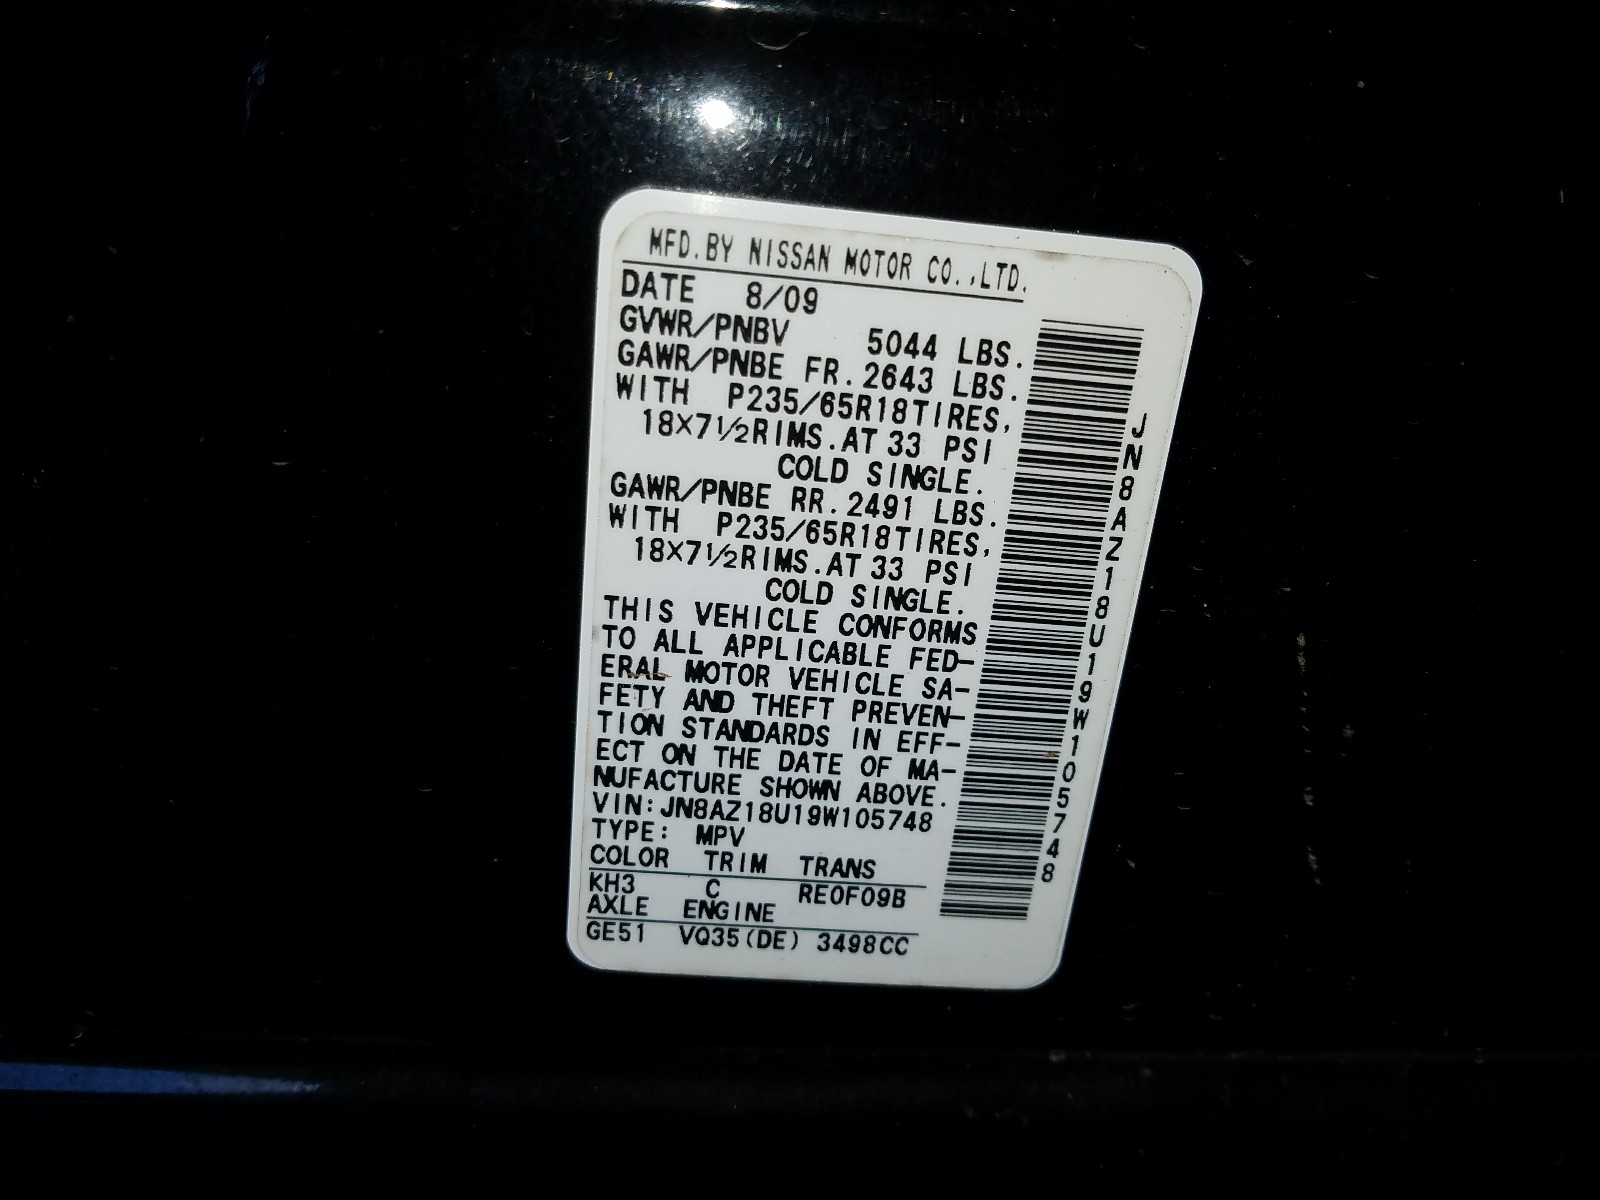 MFD.BY NISSAN MOTOR CO.,LTD.
DATE 8/09
GVWR/PNBV 5044 LBS.
GAWR/PNBE FR.2643 LBS.
WITH P235/65R18TIRES,
18X7½RIMS.AT 33 PSI
COLD SINGLE.
GAWR/PNBE RR.2491 LBS.
WITH P235/65R18TIRES,
18X7½RIMS.AT 33 PSI
COLD SINGLE.
THIS VEHICLE CONFORMS
TO ALL APPLICABLE FED-
ERAL MOTOR VEHICLE SA-
FETY AND THEFT PREVEN-
TION STANDARDS IN EFF-
ECT ON THE DATE OF MA-
NUFACTURE SHOWN ABOVE.
VIN:JN8AZ18U19W105748
TYPE: MPV
COLOR TRIM TRANS
KH3 C RE0F09B
AXLE ENGINE
GE51 VQ35(DE) 3498CC
JN8AZ18U19W105748